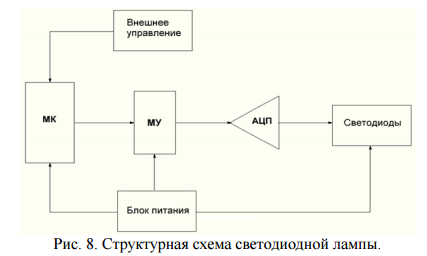 Внешнее
управление
МК
МУ
АЦП
Светодиоды
Блок питания
Рис. 8. Структурная схема светодиодной лампы.